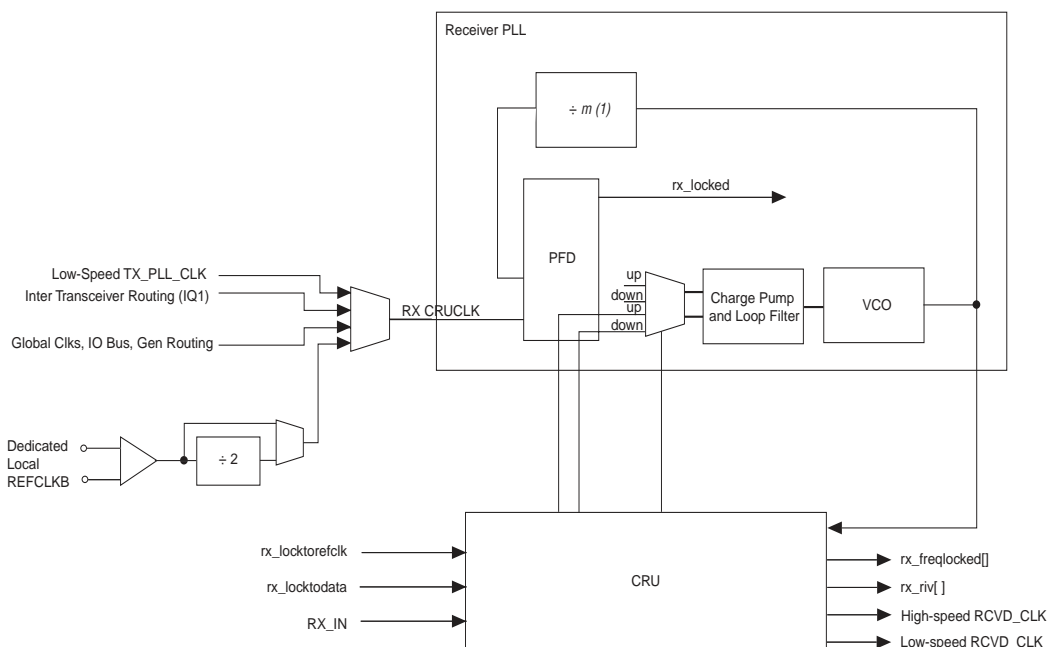 Receiver PLL
÷ m (1)
rx_locked
PFD
Low-Speed TX_PLL_CLK
Inter Transceiver Routing (IQ1)
Global Clks, IO Bus, Gen Routing
RX CRUCLK
up
down
up
down
Charge Pump
and Loop Filter
VCO
Dedicated
Local
REFCLKB
÷ 2
rx_locktorefclk
rx_locktodata
RX_IN
CRU
rx_freqlocked[]
rx_rlv[ ]
High-speed RCVD_CLK
Low-speed RCVD_CLK